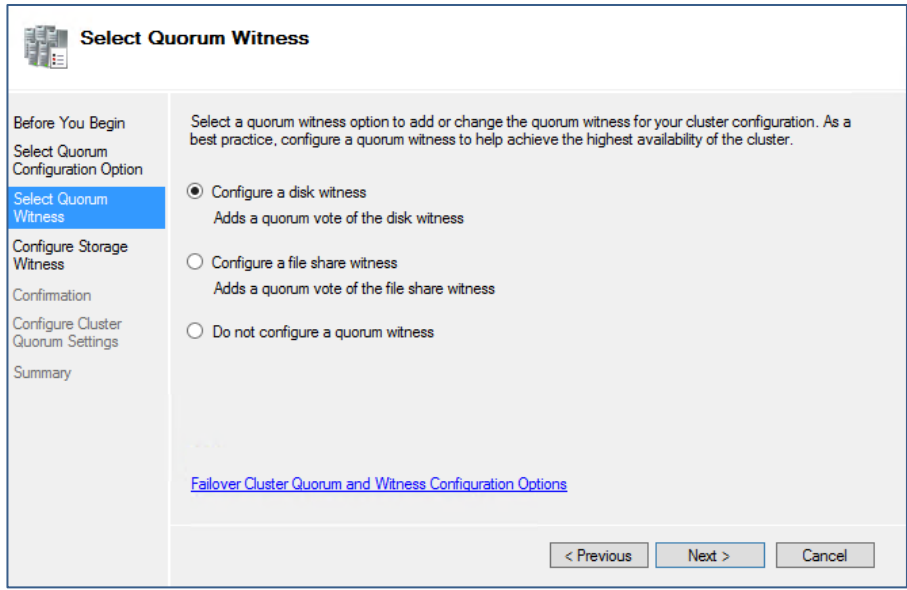 Select Quorum Witness
Before You Begin
Select Quorum
Configuration Option
Select Quorum
Witness
Configure Storage
Witness
Confirmation
Configure Cluster
Quorum Settings
Summary
Select a quorum witness option to add or change the quorum witness for your cluster configuration. As a
best practice, configure a quorum witness to help achieve the highest availability of the cluster.
Configure a disk witness
Adds a quorum vote of the disk witness
Configure a file share witness
Adds a quorum vote of the file share witness
Do not configure a quorum witness
Failover Cluster Quorum and Witness Configuration Options
< Previous
Next >
Cancel